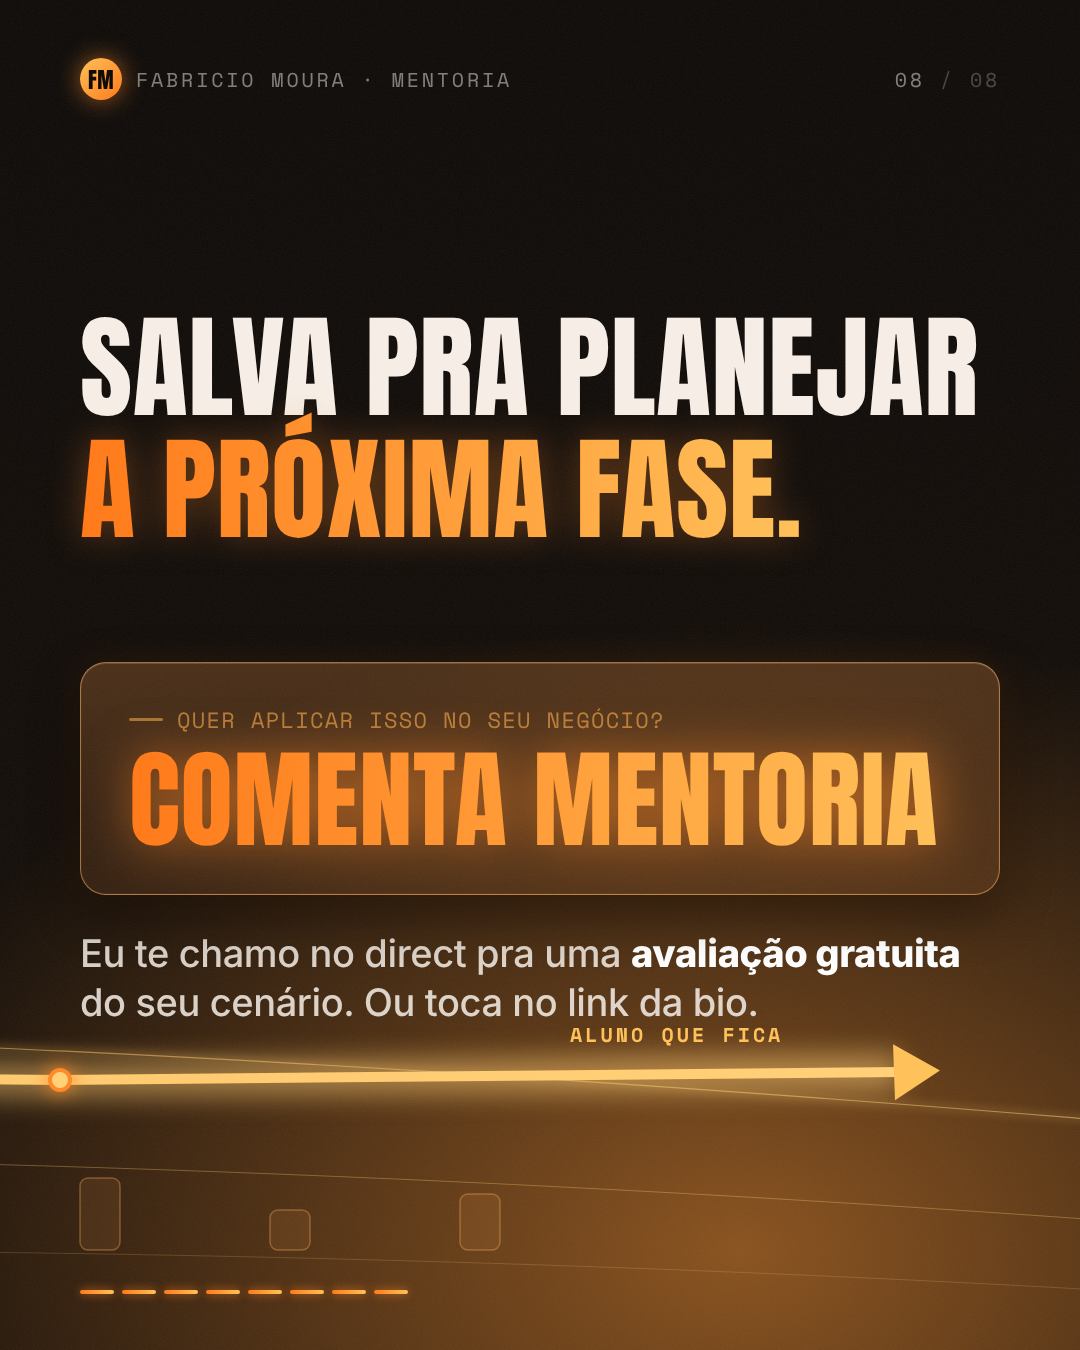 FM FABRICIO MOURA · MENTORIA
08 / 08
SALVA PRA PLANEJAR
A PRÓXIMA FASE.
QUER APLICAR ISSO NO SEU NEGÓCIO?
COMENTA MENTORIA
Eu te chamo no direct pra uma avaliação gratuita
do seu cenário. Ou toca no link da bio.
ALUNO QUE FICA